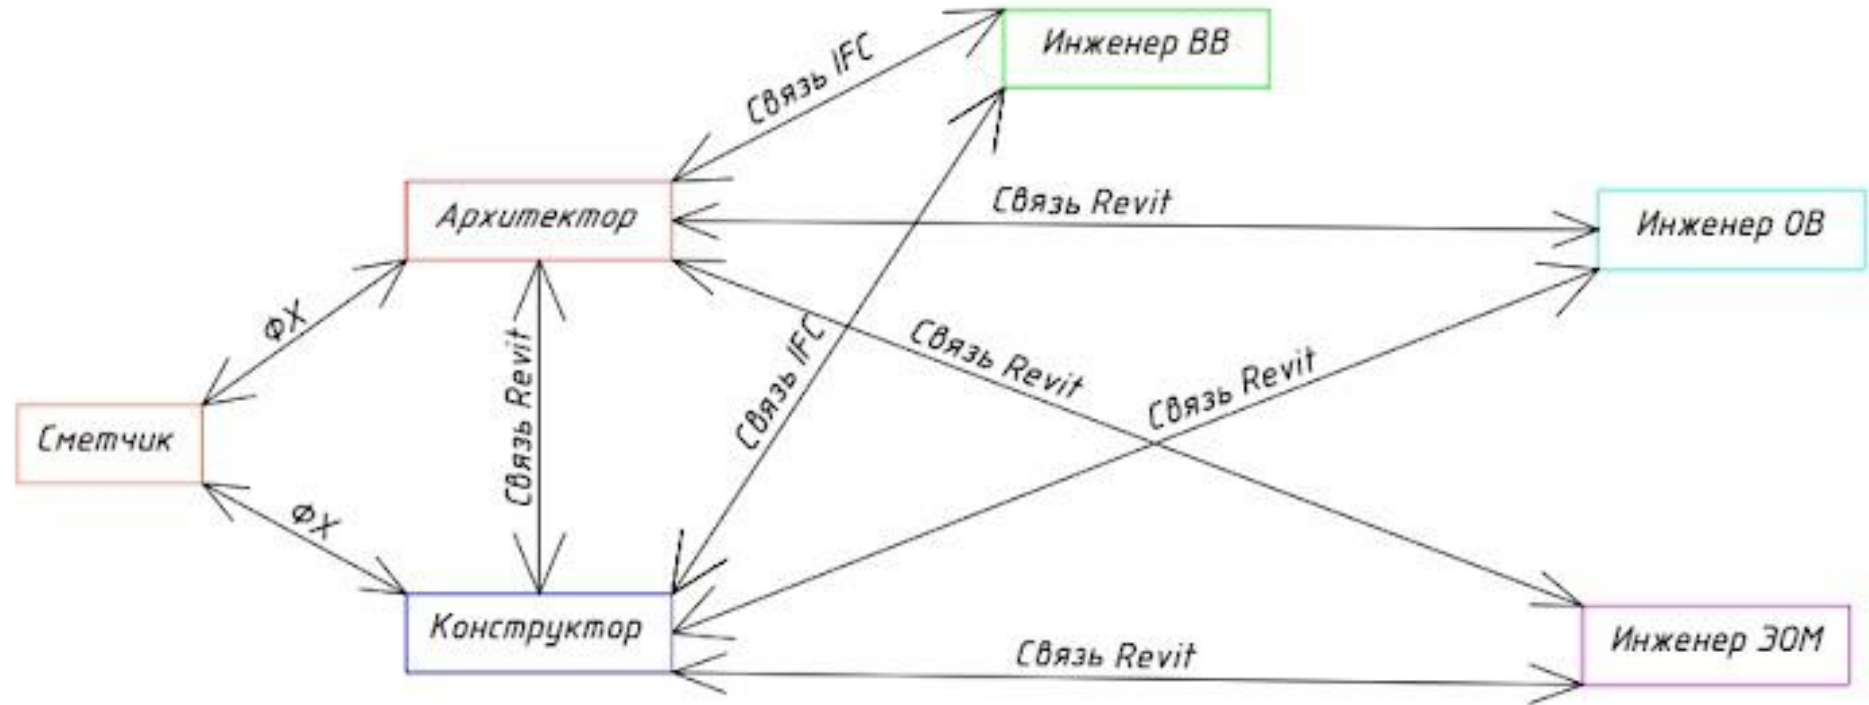 Инженер ВВ
Связь IFC
Архитектор
Связь Revit
Инженер ОВ
ФХ
Связь Revit
Связь IFC
Связь Revit
Связь Revit
Сметчик
ФХ
Конструктор
Связь Revit
Инженер ЭОМ